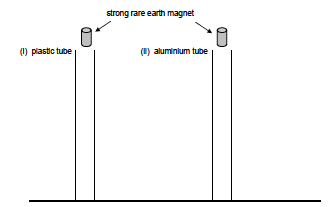 strong rare earth magnet
(i) plastic tube
(ii) aluminium tube